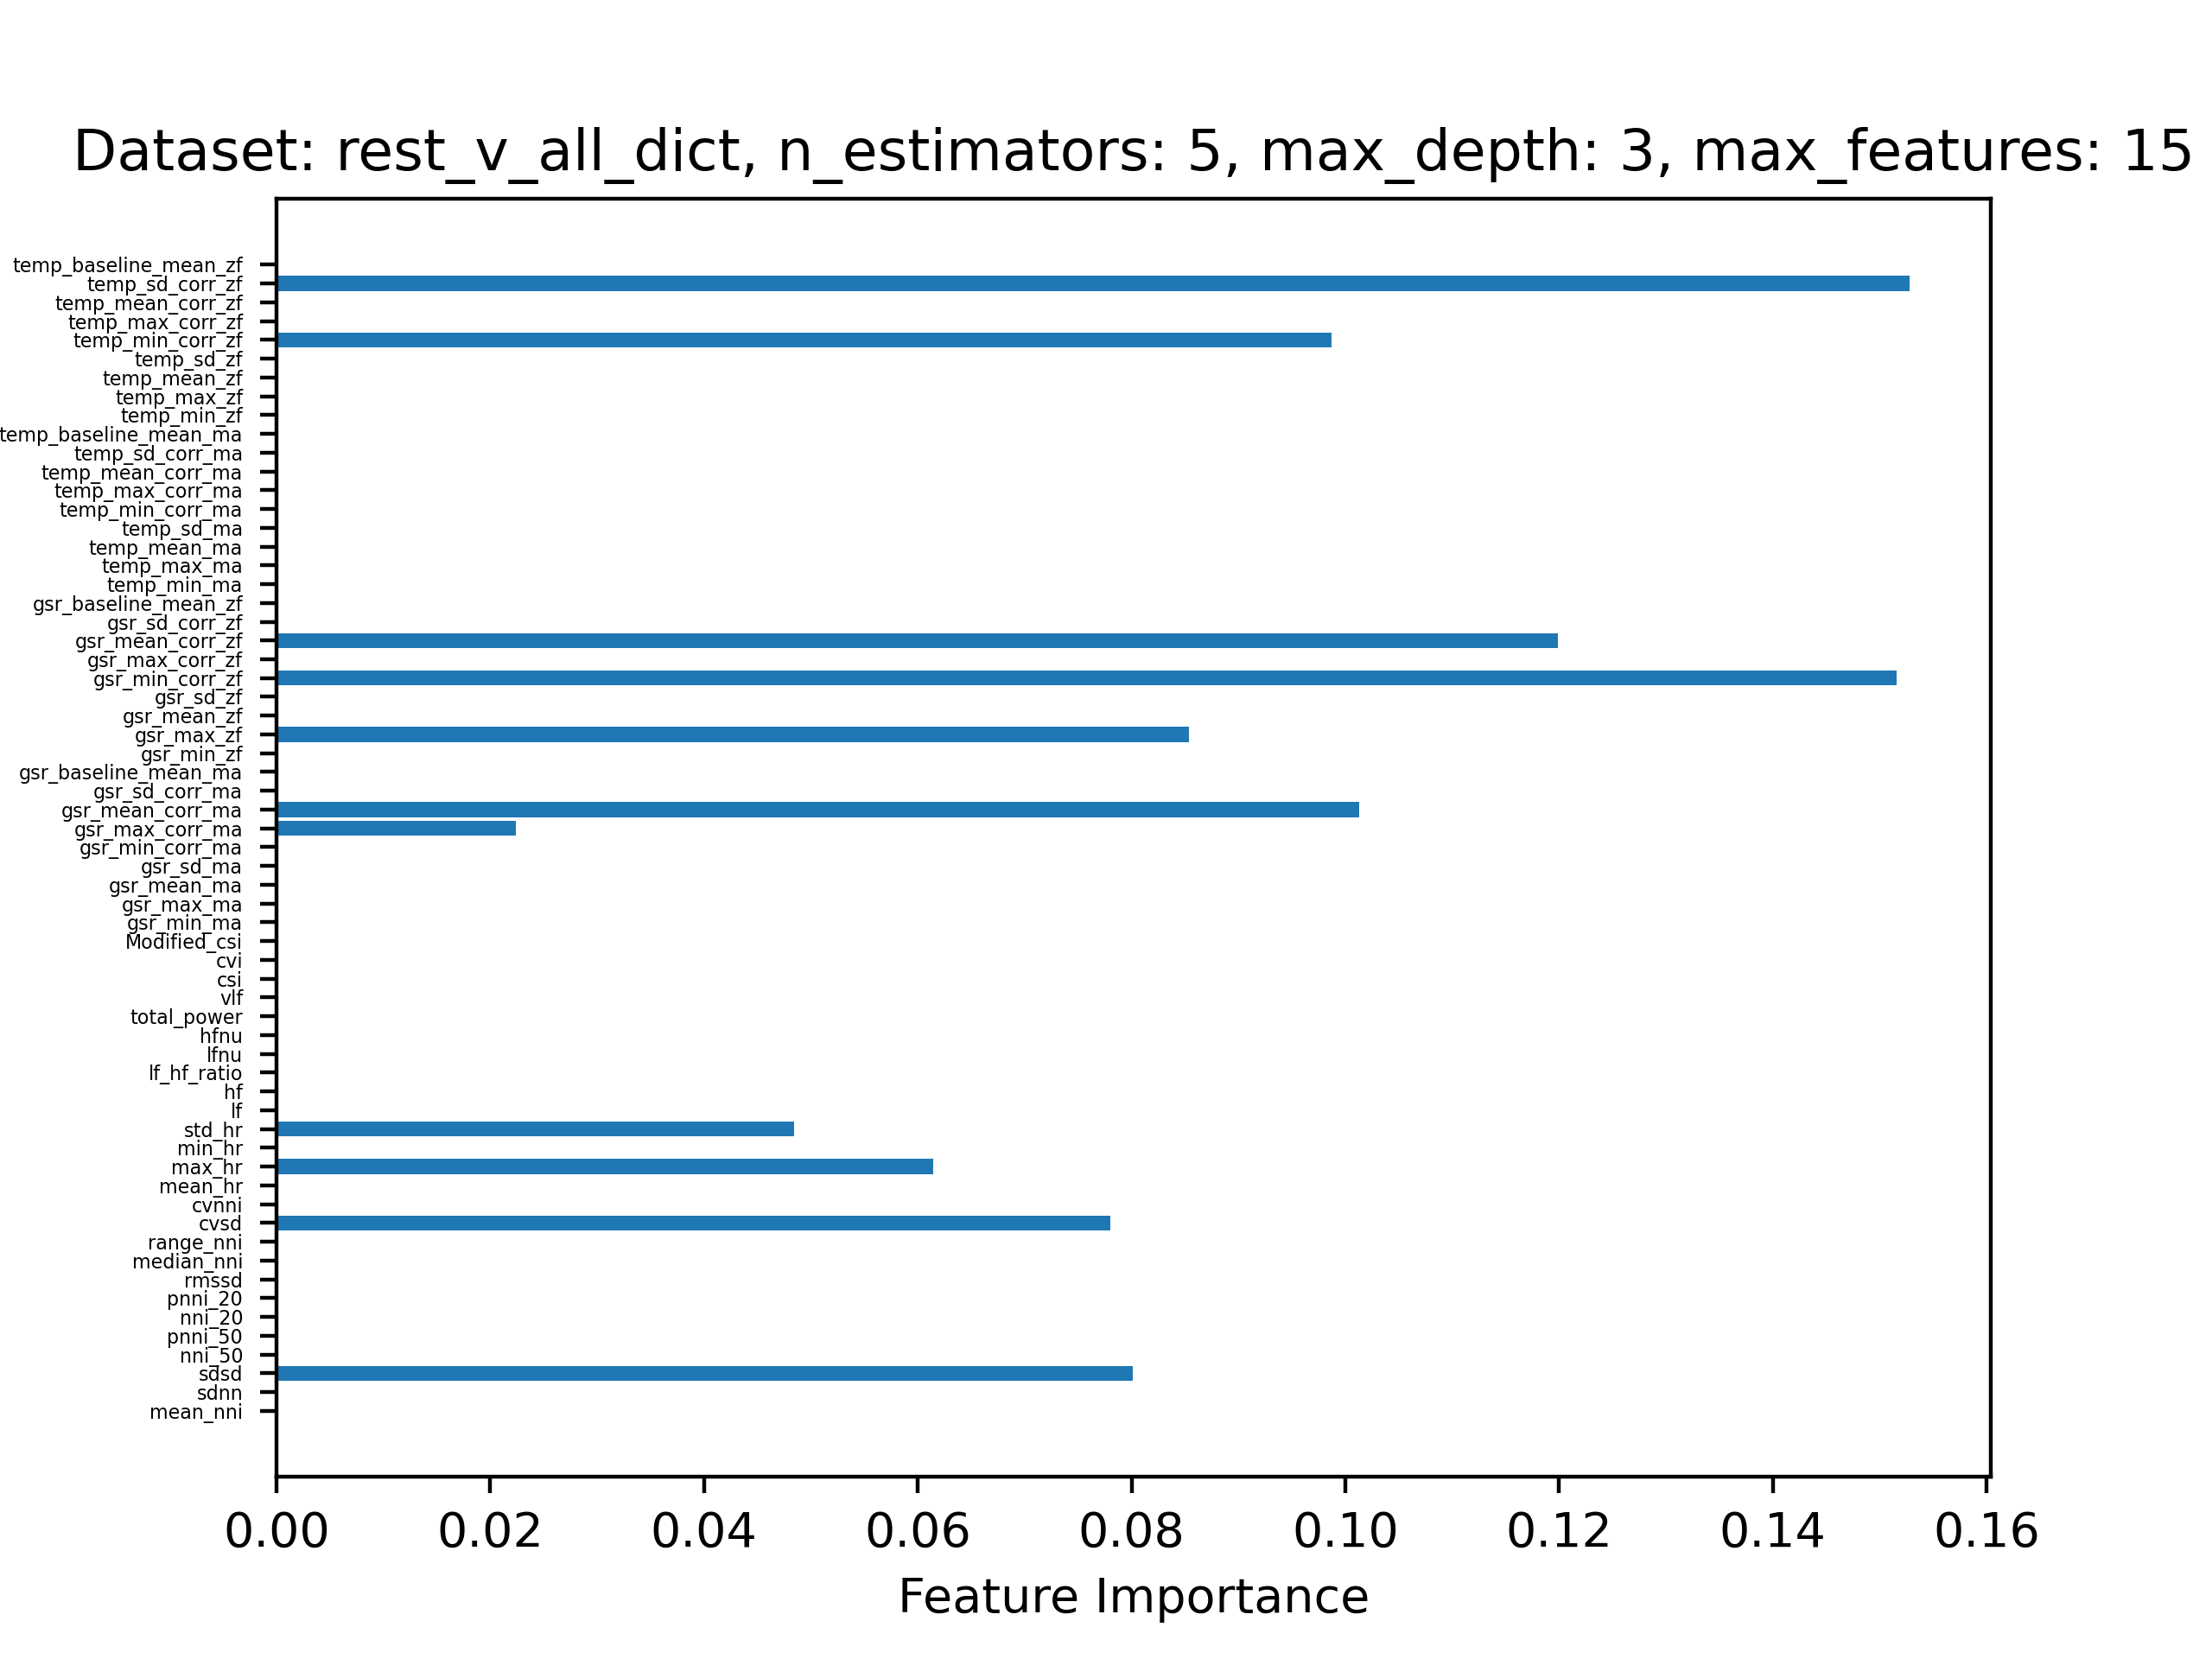 Dataset: rest_v_all_dict, n_estimators: 5, max_depth: 3, max_features: 15
temp_baseline_mean_zf
temp_sd_corr_zf
temp_mean_corr_zf
temp_max_corr_zf
temp_min_corr_zf
temp_sd_zf
temp_mean_zf
temp_max_zf
temp_min_zf
temp_baseline_mean_ma
temp_sd_corr_ma
temp_mean_corr_ma
temp_max_corr_ma
temp_min_corr_ma
temp_sd_ma
temp_mean_ma
temp_max_ma
temp_min_ma
gsr_baseline_mean_zf
gsr_sd_corr_zf
gsr_mean_corr_zf
gsr_max_corr_zf
gsr_min_corr_zf
gsr_sd_zf
gsr_mean_zf
gsr_max_zf
gsr_min_zf
gsr_baseline_mean_ma
gsr_sd_corr_ma
gsr_mean_corr_ma
gsr_max_corr_ma
gsr_min_corr_ma
gsr_sd_ma
gsr_mean_ma
gsr_max_ma
gsr_min_ma
Modified_csi
cvi
csi
vlf
total_power
hfnu
lfnu
lf_hf_ratio
hf
lf
std_hr
min_hr
max_hr
mean_hr
cvnni
cvsd
range_nni
median_nni
rmssd
pnni_20
nni_20
pnni_50
nni_50
sdsd
sdnn
mean_nni
0.00 0.02 0.04 0.06 0.08 0.10 0.12 0.14 0.16
Feature Importance